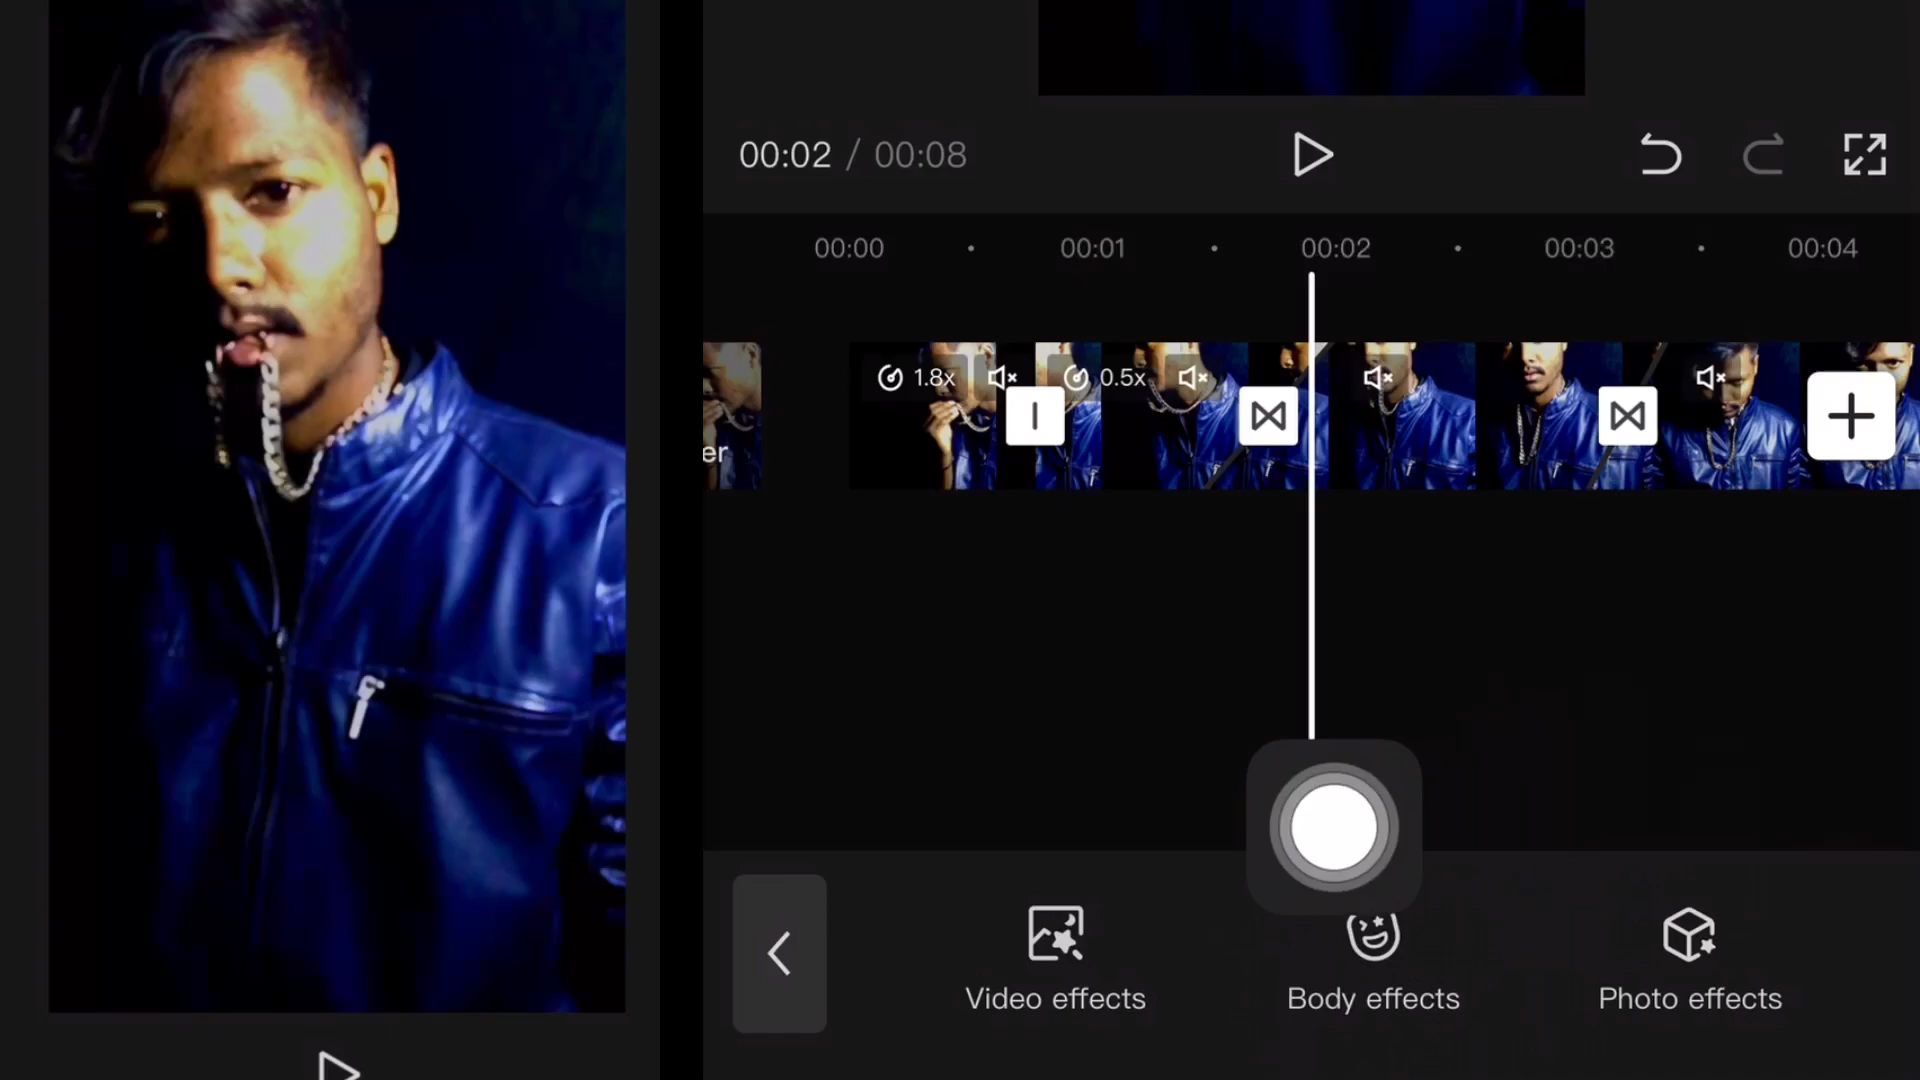 00:02 / 00:08
00:00 00:01 00:02 00:03 00:04
1.8x 0.5x
er
Video effects Body effects Photo effects